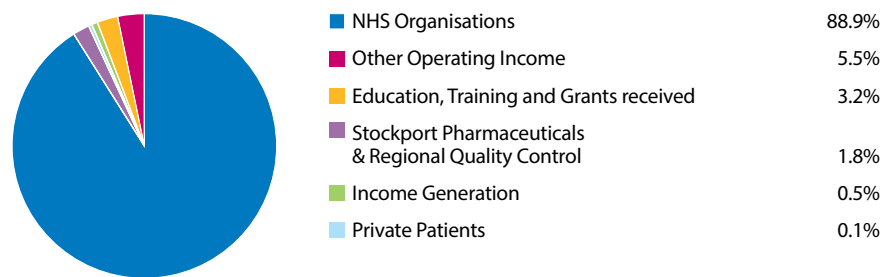 NHS Organisations 88.9%
Other Operating Income 5.5%
Education, Training and Grants received 3.2%
Stockport Pharmaceuticals
& Regional Quality Control 1.8%
Income Generation 0.5%
Private Patients 0.1%